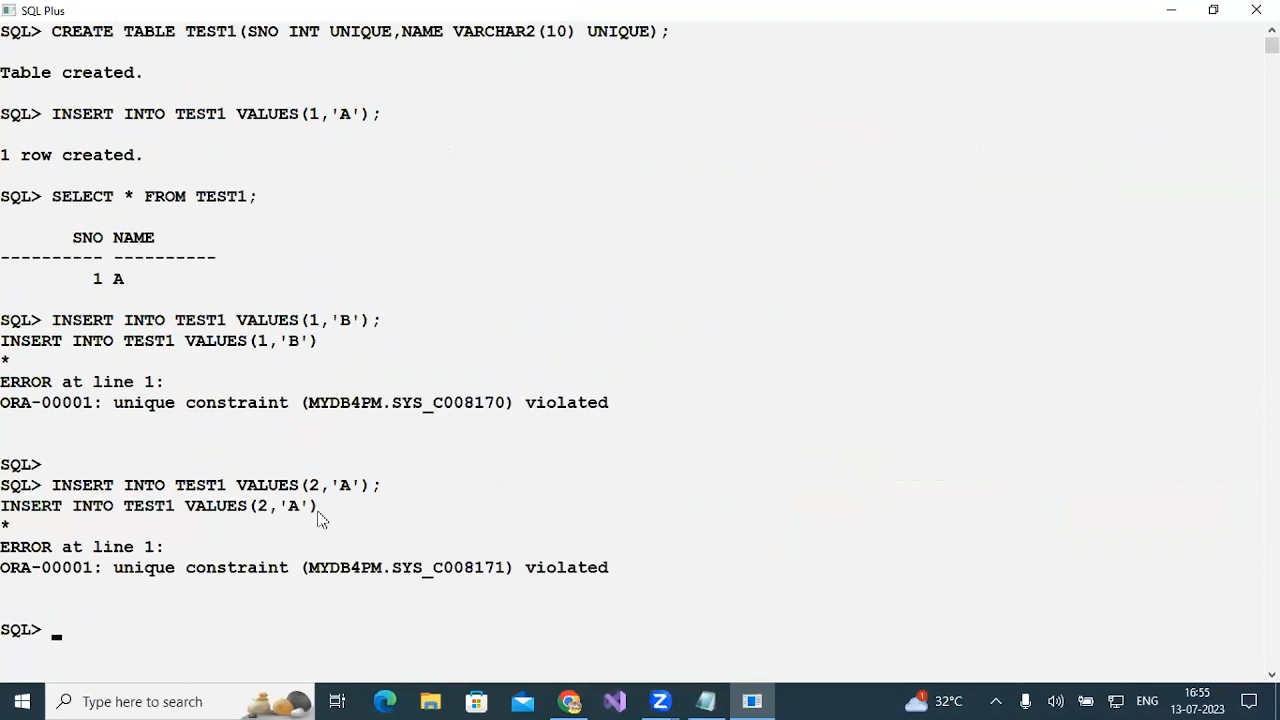 SQL Plus
SQL> CREATE TABLE TEST1(SNO INT UNIQUE,NAME VARCHAR2(10) UNIQUE);
Table created.
SQL> INSERT INTO TEST1 VALUES(1,'A');
1 row created.
SQL> SELECT * FROM TEST1;
SNO NAME
---------- ----------
1 A
SQL> INSERT INTO TEST1 VALUES(1,'B');
INSERT INTO TEST1 VALUES(1,'B')
*
ERROR at line 1:
ORA-00001: unique constraint (MYDB4PM.SYS_C008170) violated
SQL>
SQL> INSERT INTO TEST1 VALUES(2,'A');
INSERT INTO TEST1 VALUES(2,'A')
*
ERROR at line 1:
ORA-00001: unique constraint (MYDB4PM.SYS_C008171) violated
SQL>
Type here to search
1
32°C
ENG
16:55
13-07-2023